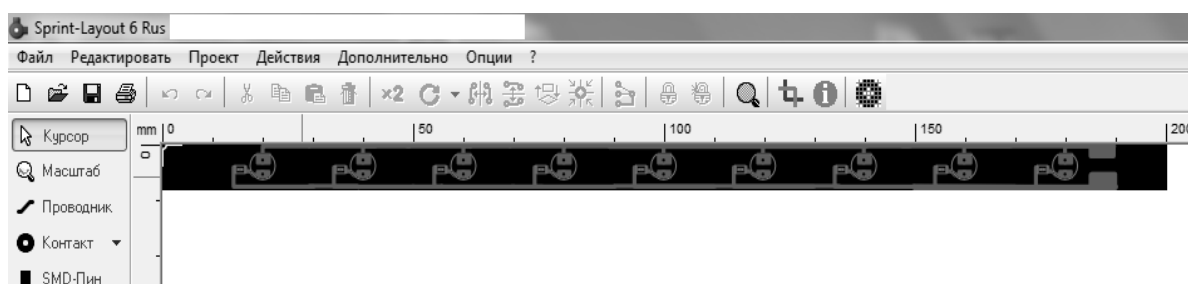 Sprint-Layout 6 Rus
Файл Редактировать Проект Действия Дополнительно Опции ?
×2
Курсор mm 0 50 100 150 200
0
Масштаб
Проводник
Контакт
SMD-Пин